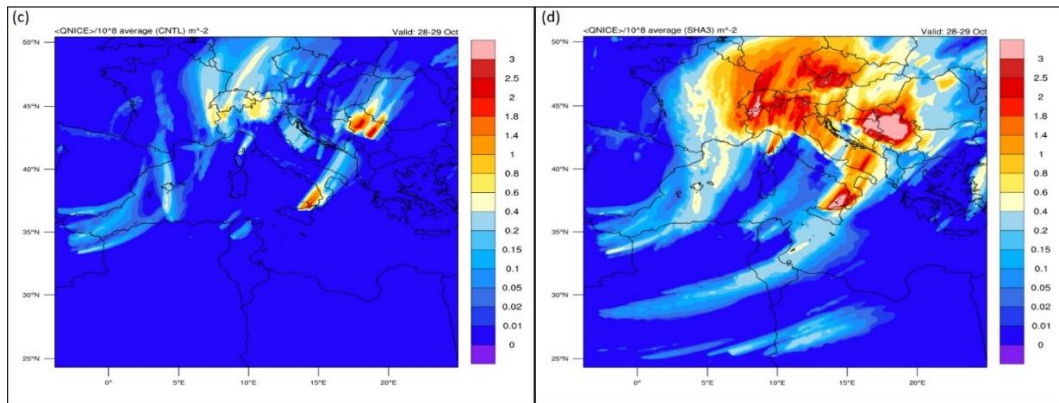 (c)
<QNICE>/10^8 average (CNTL) m^-2 Valid: 28-29 Oct
50°N
45°N
40°N
35°N
30°N
25°N
0° 5°E 10°E 15°E 20°E
3
2.5
2
1.8
1.4
1
0.8
0.6
0.4
0.2
0.15
0.1
0.05
0.02
0.01
0
(d)
<QNICE>/10^8 average (SHA3) m^-2 Valid: 28-29 Oct
50°N
45°N
40°N
35°N
30°N
25°N
0° 5°E 10°E 15°E 20°E
3
2.5
2
1.8
1.4
1
0.8
0.6
0.4
0.2
0.15
0.1
0.05
0.02
0.01
0